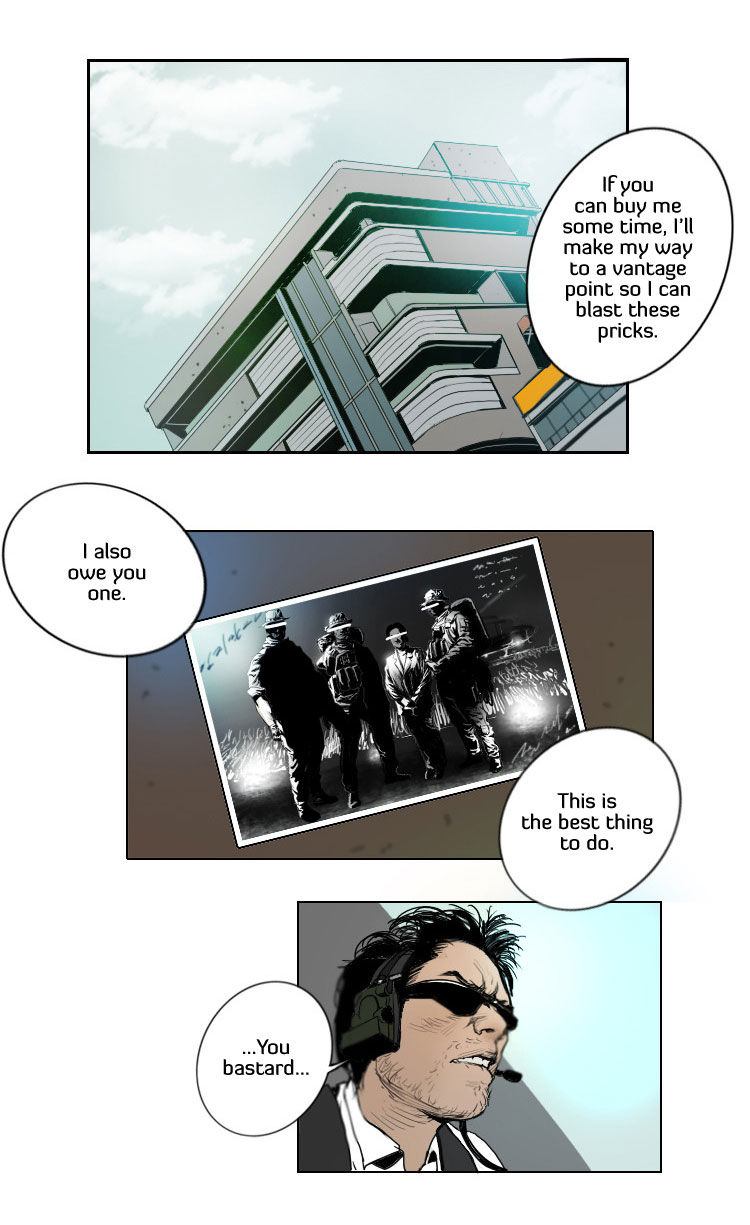 If you
can buy me
some time, I'll
make my way
to a vantage
point so I can
blast these
pricks.
I also
owe you
one.
This is
the best thing
to do.
...You
bastard...